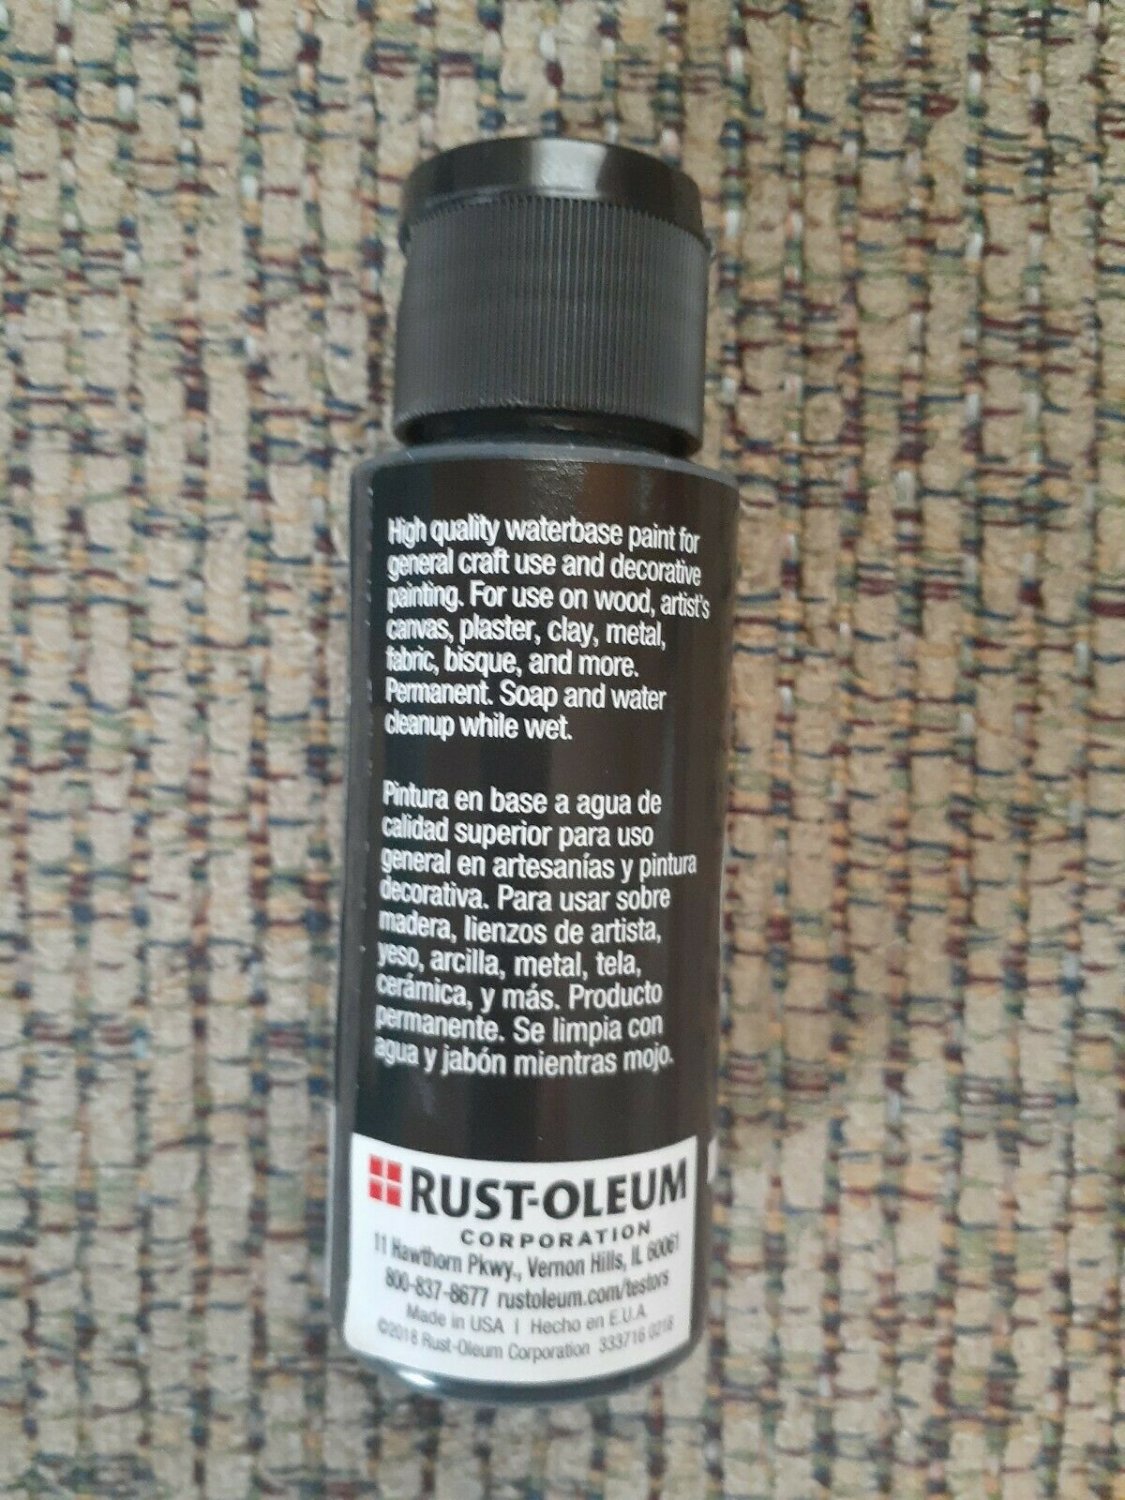 High quality waterbase paint for
general craft use and decorative
painting. For use on wood, artist's
canvas, plaster, clay, metal,
fabric, bisque, and more.
Permanent. Soap and water
cleanup while wet.
Pintura en base a agua de
calidad superior para uso
general en artesanías y pintura
decorativa. Para usar sobre
madera, lienzos de artista,
yeso, arcilla, metal, tela,
cerámica, y más. Producto
permanente. Se limpia con
agua y jabón mientras mojo.
RUST-OLEUM
CORPORATION
11 Hawthorn Pkwy., Vernon Hills, IL 60061
800-837-8677 rustoleum.com/testors
Made in USA | Hecho en E.U.A
©2018 Rust-Oleum Corporation 333716 0218